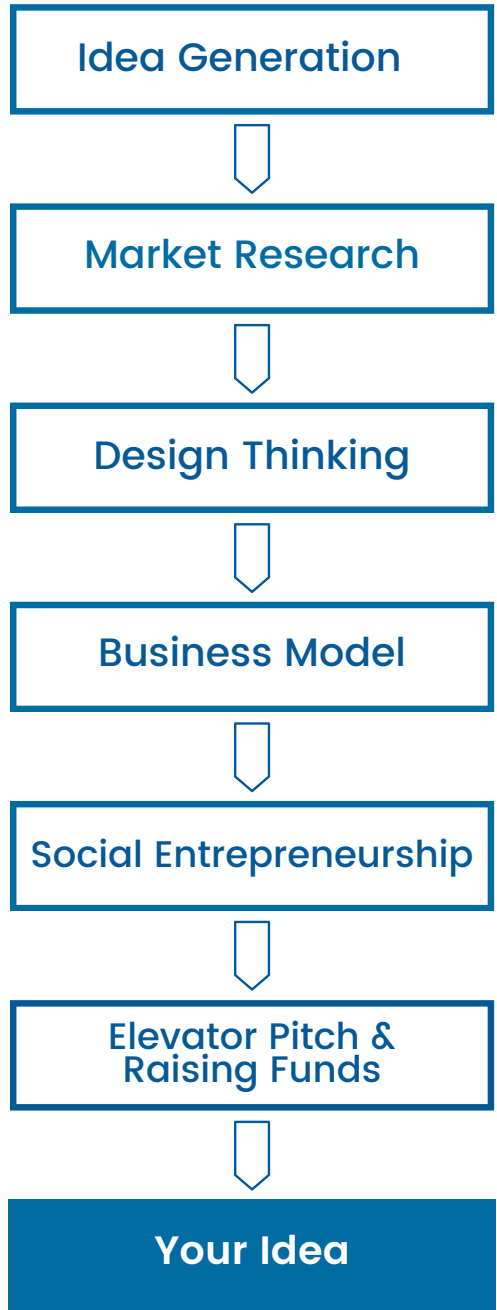 Idea Generation
Market Research
Design Thinking
Business Model
Social Entrepreneurship
Elevator Pitch &
Raising Funds
Your Idea